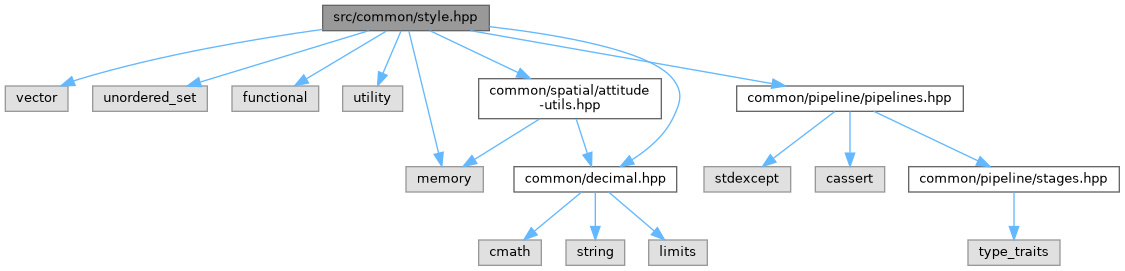 src/common/style.hpp
vector
unordered_set
functional
utility
common/spatial/attitude
-utils.hpp
common/pipeline/pipelines.hpp
memory
common/decimal.hpp
stdexcept
cassert
common/pipeline/stages.hpp
cmath
string
limits
type_traits